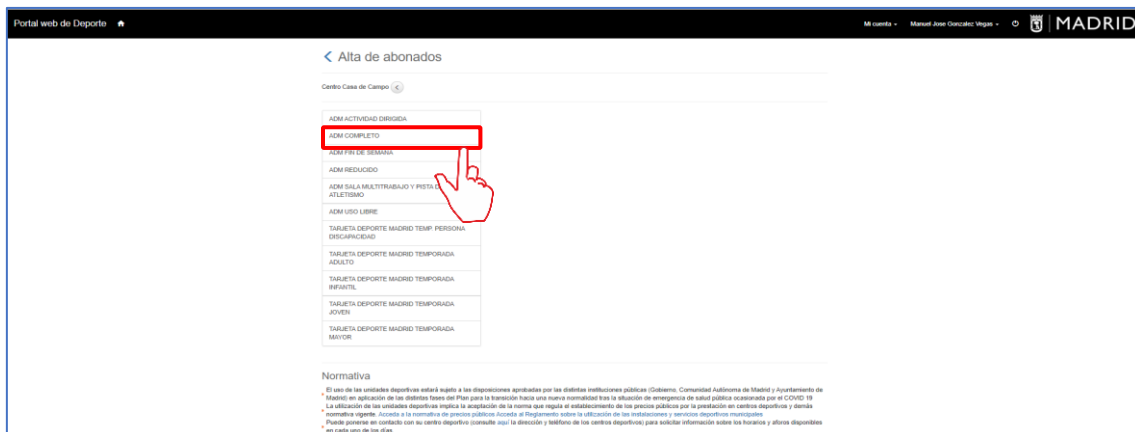 Portal web de Deporte
Mi cuenta
Manuel Jose Gonzalez Vegas
MADRID
Alta de abonados
Centro Casa de Campo
ADM ACTIVIDAD DIRIGIDA
ADM COMPLETO
ADM FIN DE SEMANA
ADM REDUCIDO
ADM SALA MULTITRABAJO Y PISTA D
ATLETISMO
ADM USO LIBRE
TARJETA DEPORTE MADRID TEMP. PERSONA
DISCAPACIDAD
TARJETA DEPORTE MADRID TEMPORADA
ADULTO
TARJETA DEPORTE MADRID TEMPORADA
INFANTIL
TARJETA DEPORTE MADRID TEMPORADA
JOVEN
TARJETA DEPORTE MADRID TEMPORADA
MAYOR
Normativa
* El uso de las unidades deportivas estará sujeto a las disposiciones aprobadas por las distintas instituciones públicas (Gobierno, Comunidad Autónoma de Madrid y Ayuntamiento de
Madrid) en aplicación de las distintas fases del Plan para la transición hacia una nueva normalidad tras la situación de emergencia de salud pública ocasionada por el COVID 19
* La utilización de las unidades deportivas implica la aceptación de la norma que regula el establecimiento de los precios públicos por la prestación en centros deportivos y demás
normativa vigente. Acceda a la normativa de precios públicos Acceda al Reglamento sobre la utilización de las instalaciones y servicios deportivos municipales
* Puede ponerse en contacto con su centro deportivo (consulte aquí la dirección y teléfono de los centros deportivos) para solicitar información sobre los horarios y aforos disponibles
en cada uno de los días